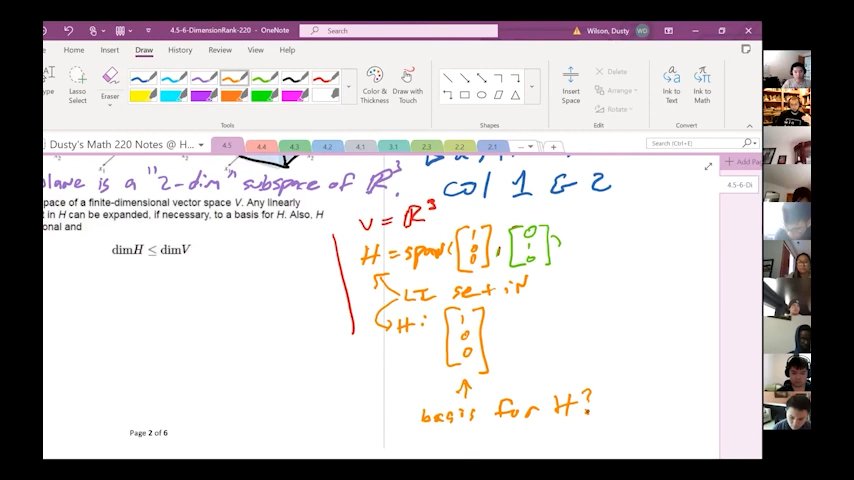 4.5-6-DimensionRank-220 - OneNote
Search
Wilson, Dusty
WD
Home Insert Draw History Review View Help
Type
Lasso Select
Eraser
Color & Thickness
Draw with Touch
Insert Space
Delete
Arrange
Rotate
Ink to Text
Ink to Math
Tools
Shapes
Edit
Convert
Dusty's Math 220 Notes @ H...
4.5 4.4 4.3 4.2 4.1 3.1 2.3 2.2 2.1
Search (Ctrl+E)
Add Pag
4.5-6-Di
plane is a "2-dim" subspace of ℝ³.
col 1 & 2
pace of a finite-dimensional vector space V. Any linearly
t in H can be expanded, if necessary, to a basis for H. Also, H
onal and
dim H ≤ dim V
V = ℝ³
H = span([1 0 0], [0 1 0])
LI set in
H: [1 0 0]
basis for H?
Page 2 of 6